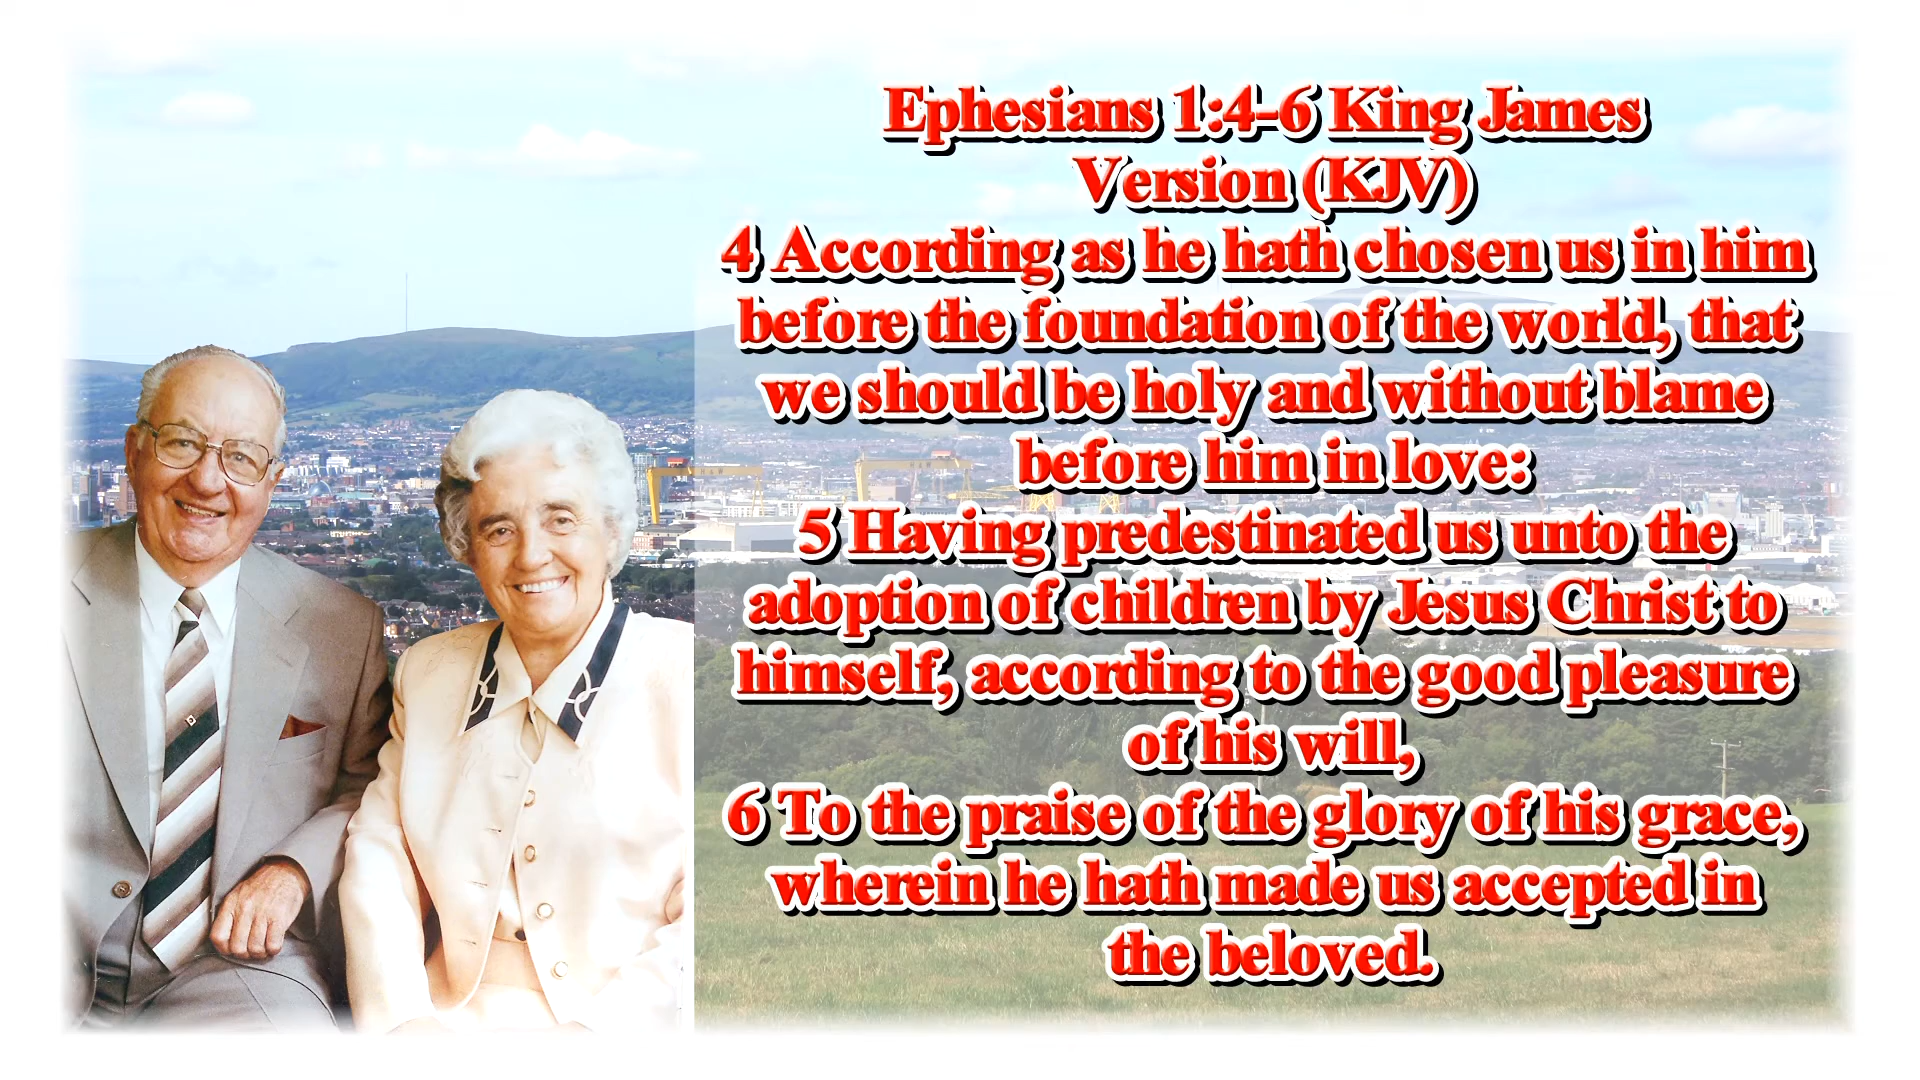 Ephesians 1:4-6 King James
Version (KJV)
4 According as he hath chosen us in him
before the foundation of the world, that
we should be holy and without blame
before him in love:
5 Having predestinated us unto the
adoption of children by Jesus Christ to
himself, according to the good pleasure
of his will,
6 To the praise of the glory of his grace,
wherein he hath made us accepted in
the beloved.